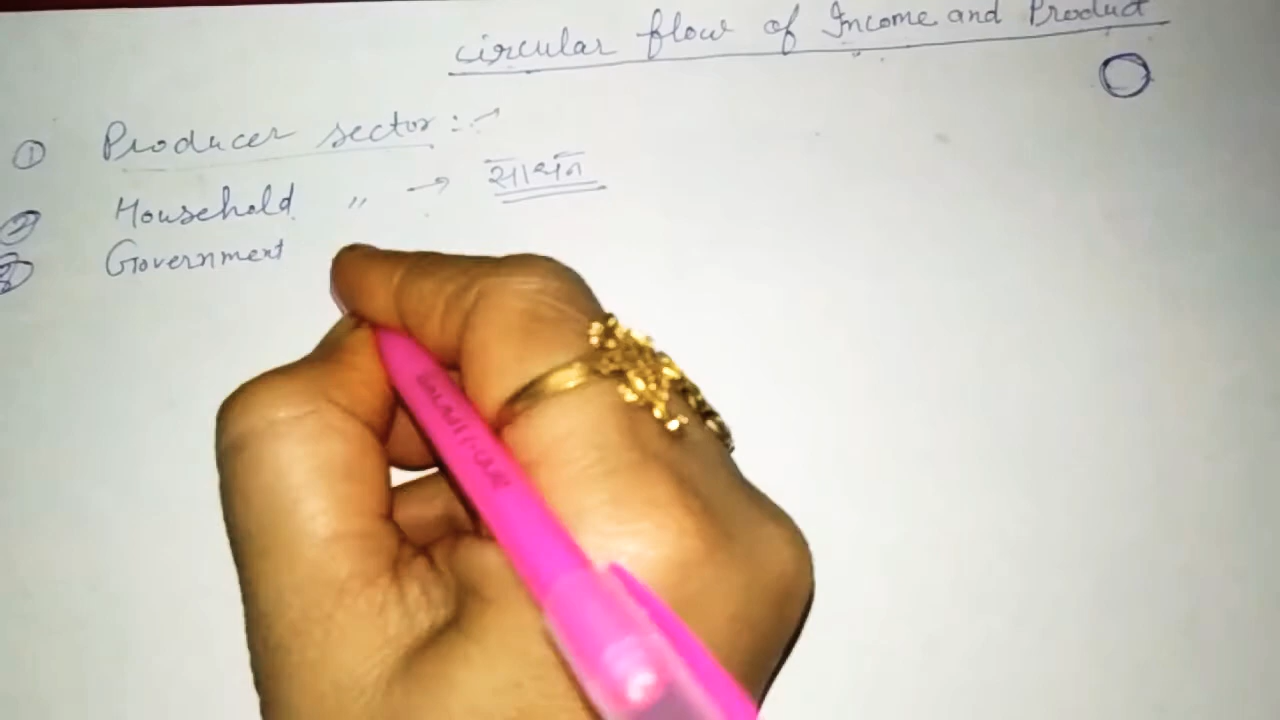 circular flow of Income and Product
① Producer sector :→
② Household " → साधन
③ Government